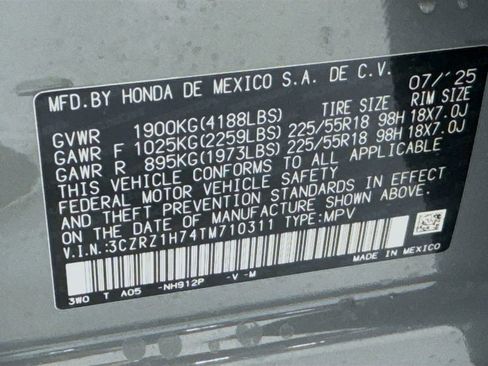 MFD. BY HONDA DE MEXICO S.A. DE C.V. 07/'25
TIRE SIZE RIM SIZE
GVWR 1900KG(4188LBS)
GAWR F 1025KG(2259LBS) 225/55R18 98H 18X7.0J
GAWR R 895KG(1973LBS) 225/55R18 98H 18X7.0J
THIS VEHICLE CONFORMS TO ALL APPLICABLE
FEDERAL MOTOR VEHICLE SAFETY
AND BUMPER STANDARDS IN EFFECT
ON THE DATE OF MANUFACTURE SHOWN ABOVE.
V.I.N.:3CZRZ1H74TM710311 TYPE:MPV
MADE IN MEXICO
3W0 T A05 -NH912P -V -M